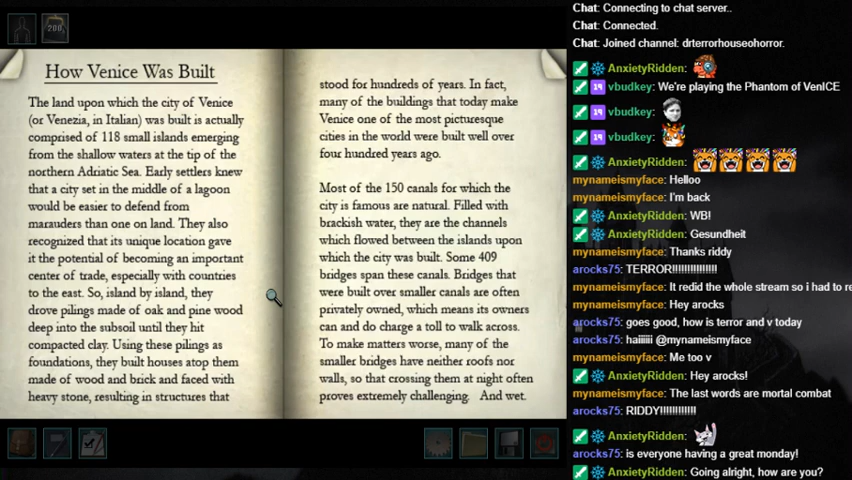 200
How Venice Was Built
The land upon which the city of Venice
(or Venezia, in Italian) was built is actually
comprised of 118 small islands emerging
from the shallow waters at the tip of the
northern Adriatic Sea. Early settlers knew
that a city set in the middle of a lagoon
would be easier to defend from
marauders than one on land. They also
recognized that its unique location gave
it the potential of becoming an important
center of trade, especially with countries
to the east. So, island by island, they
drove pilings made of oak and pine wood
deep into the subsoil until they hit
compacted clay. Using these pilings as
foundations, they built houses atop them
made of wood and brick and faced with
heavy stone, resulting in structures that
stood for hundreds of years. In fact,
many of the buildings that today make
Venice one of the most picturesque
cities in the world were built well over
four hundred years ago.
Most of the 150 canals for which the
city is famous are natural. Filled with
brackish water, they are the channels
which flowed between the islands upon
which the city was built. Some 409
bridges span these canals. Bridges that
were built over smaller canals are often
privately owned, which means its owners
can and do charge a toll to walk across.
To make matters worse, many of the
smaller bridges have neither roofs nor
walls, so that crossing them at night often
proves extremely challenging. And wet.
Chat: Connecting to chat server..
Chat: Connected.
Chat: Joined channel: drterrorhouseohorror.
AnxietyRidden:
vbudkey: We're playing the Phantom of VenICE
vbudkey:
vbudkey:
AnxietyRidden:
mynameismyface: Helloo
mynameismyface: I'm back
AnxietyRidden: WB!
AnxietyRidden: Gesundheit
mynameismyface: Thanks riddy
arocks75: TERROR!!!!!!!!!!!!!!!!
mynameismyface: It redid the whole stream so i had to re
mynameismyface: Hey arocks
arocks75: goes good, how is terror and v today
arocks75: haiiiiii @mynameismyface
mynameismyface: Me too v
AnxietyRidden: Hey arocks!
mynameismyface: The last words are mortal combat
arocks75: RIDDY!!!!!!!!!!!
AnxietyRidden:
arocks75: is everyone having a great monday!
AnxietyRidden: Going alright, how are you?